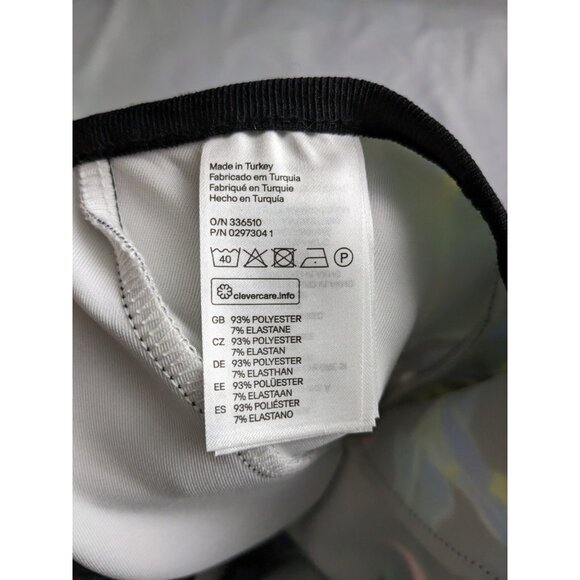 Made in Turkey
Fabricado em Turquia
Fabriqué en Turquie
Hecho en Turquía
O/N 336510
P/N 0297304 1
40 P
clevercare.info
GB 93% POLYESTER
7% ELASTANE
CZ 93% POLYESTER
7% ELASTAN
DE 93% POLYESTER
7% ELASTHAN
EE 93% POLÜESTER
7% ELASTAAN
ES 93% POLIÉSTER
7% ELASTANO